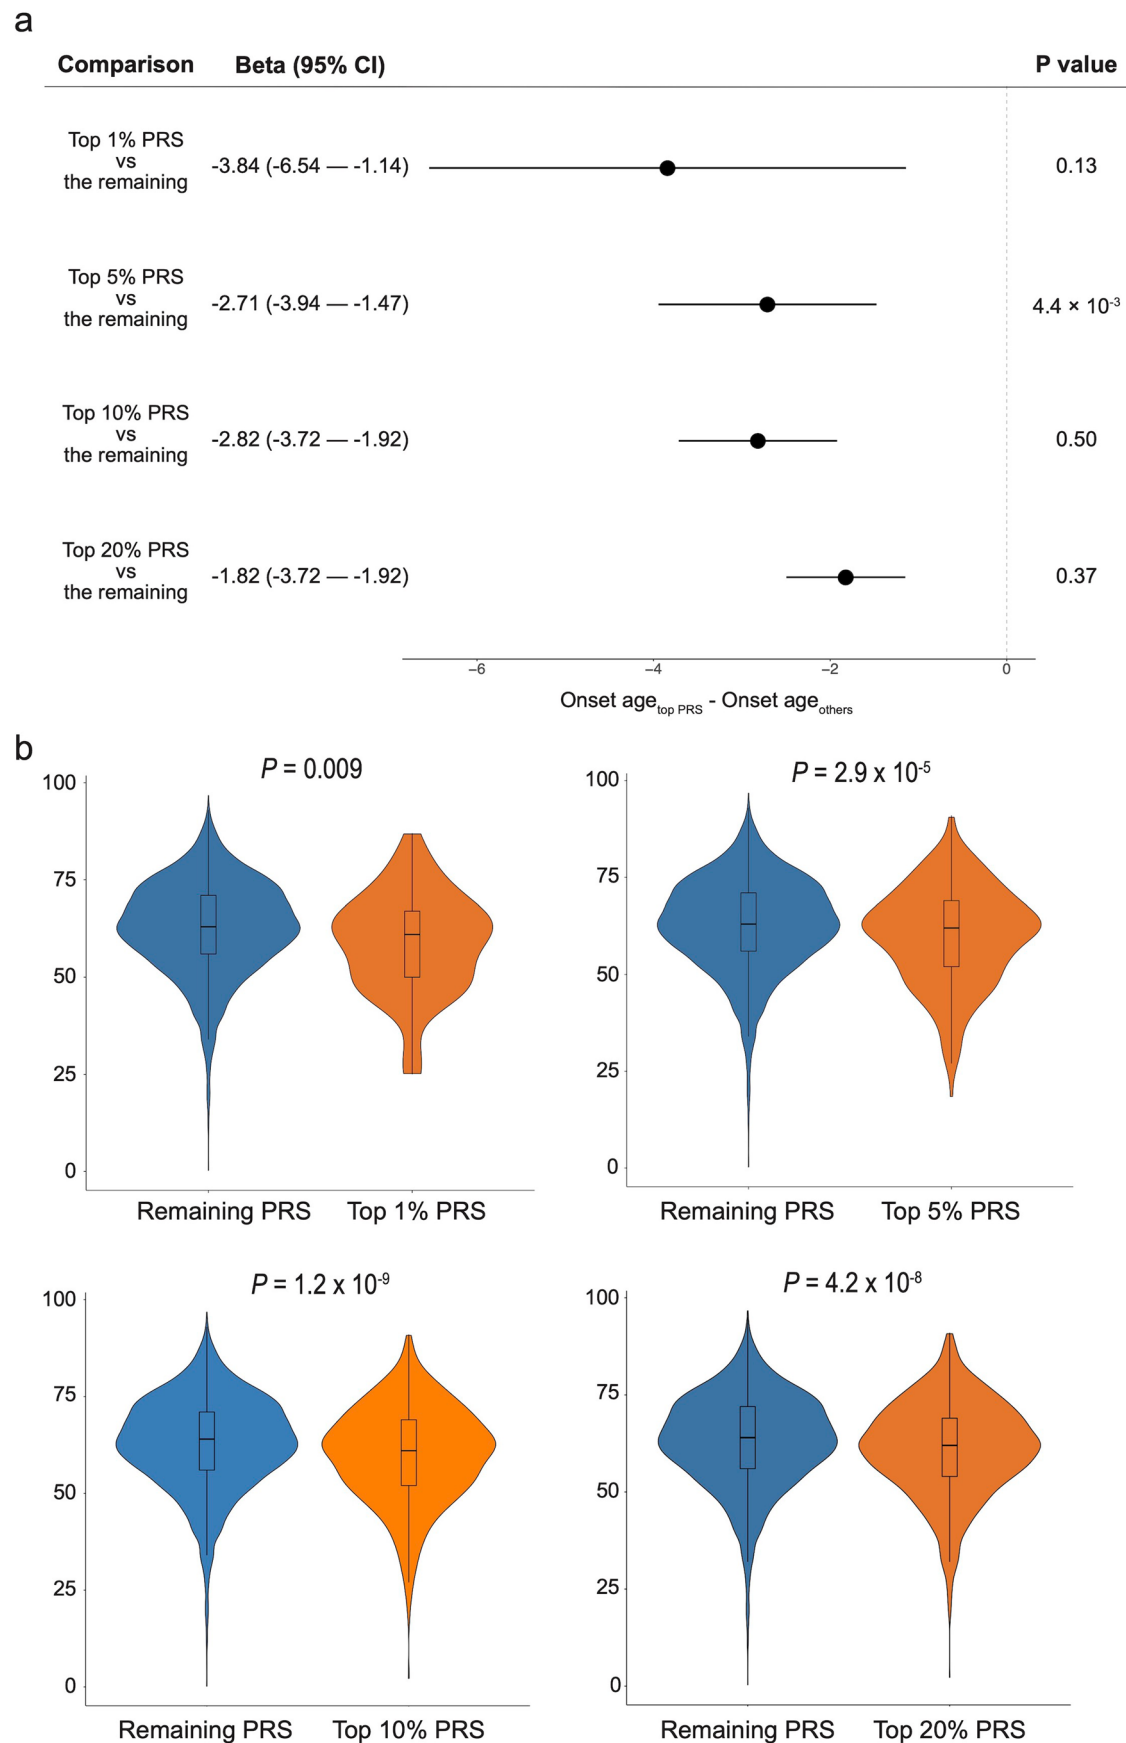 a
Comparison Beta (95% CI) P value
Top 1% PRS
vs
the remaining
-3.84 (-6.54 — -1.14)
0.13
Top 5% PRS
vs
the remaining
-2.71 (-3.94 — -1.47)
4.4 × 10⁻³
Top 10% PRS
vs
the remaining
-2.82 (-3.72 — -1.92)
0.50
Top 20% PRS
vs
the remaining
-1.82 (-3.72 — -1.92)
0.37
−6 −4 −2 0
Onset age top PRS - Onset age others
b
P = 0.009
100
75
50
25
0
Remaining PRS Top 1% PRS
P = 2.9 x 10⁻⁵
100
75
50
25
0
Remaining PRS Top 5% PRS
P = 1.2 x 10⁻⁹
100
75
50
25
0
Remaining PRS Top 10% PRS
P = 4.2 x 10⁻⁸
100
75
50
25
0
Remaining PRS Top 20% PRS